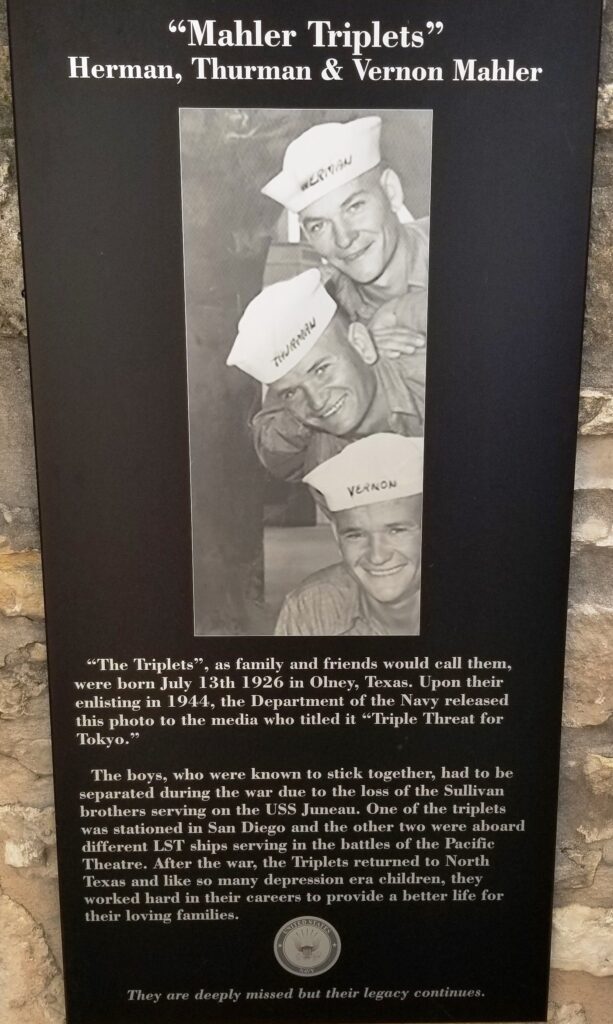 “Mahler Triplets”
Herman, Thurman & Vernon Mahler
WERMAN
THURMAN
VERNON
“The Triplets”, as family and friends would call them,
were born July 13th 1926 in Olney, Texas. Upon their
enlisting in 1944, the Department of the Navy released
this photo to the media who titled it “Triple Threat for
Tokyo.”
The boys, who were known to stick together, had to be
separated during the war due to the loss of the Sullivan
brothers serving on the USS Juneau. One of the triplets
was stationed in San Diego and the other two were aboard
different LST ships serving in the battles of the Pacific
Theatre. After the war, the Triplets returned to North
Texas and like so many depression era children, they
worked hard in their careers to provide a better life for
their loving families.
UNITED STATES
NAVY
They are deeply missed but their legacy continues.